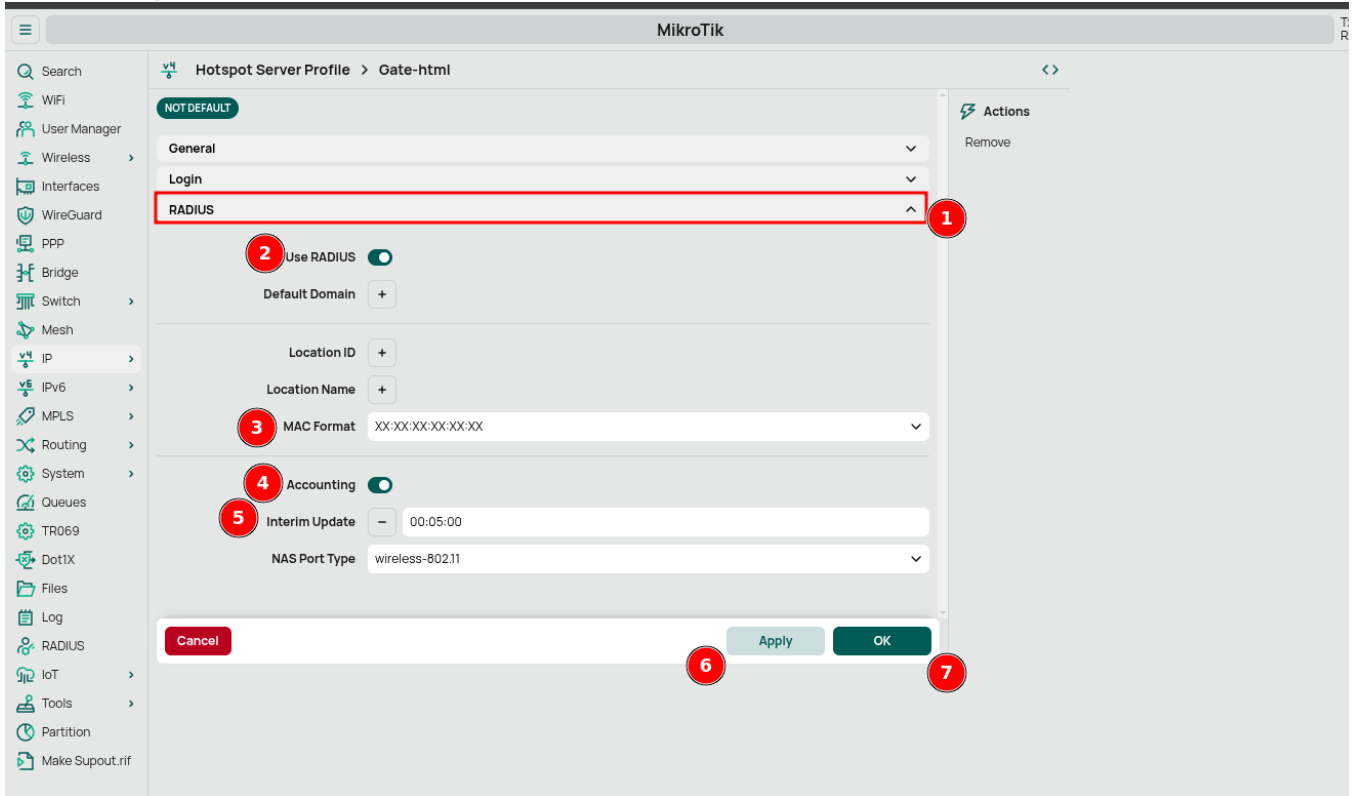 MikroTik
Search
WiFi
User Manager
Wireless
Interfaces
WireGuard
PPP
Bridge
Switch
Mesh
IP
IPv6
MPLS
Routing
System
Queues
TR069
Dot1X
Files
Log
RADIUS
IoT
Tools
Partition
Make Supout.rif
Hotspot Server Profile > Gate-html
NOT DEFAULT
General
Login
RADIUS
1
2 Use RADIUS
Default Domain +
Location ID +
Location Name +
3 MAC Format XX:XX:XX:XX:XX:XX
4 Accounting
5 Interim Update - 00:05:00
NAS Port Type wireless-802.11
Cancel
Apply
OK
6
7
Actions
Remove